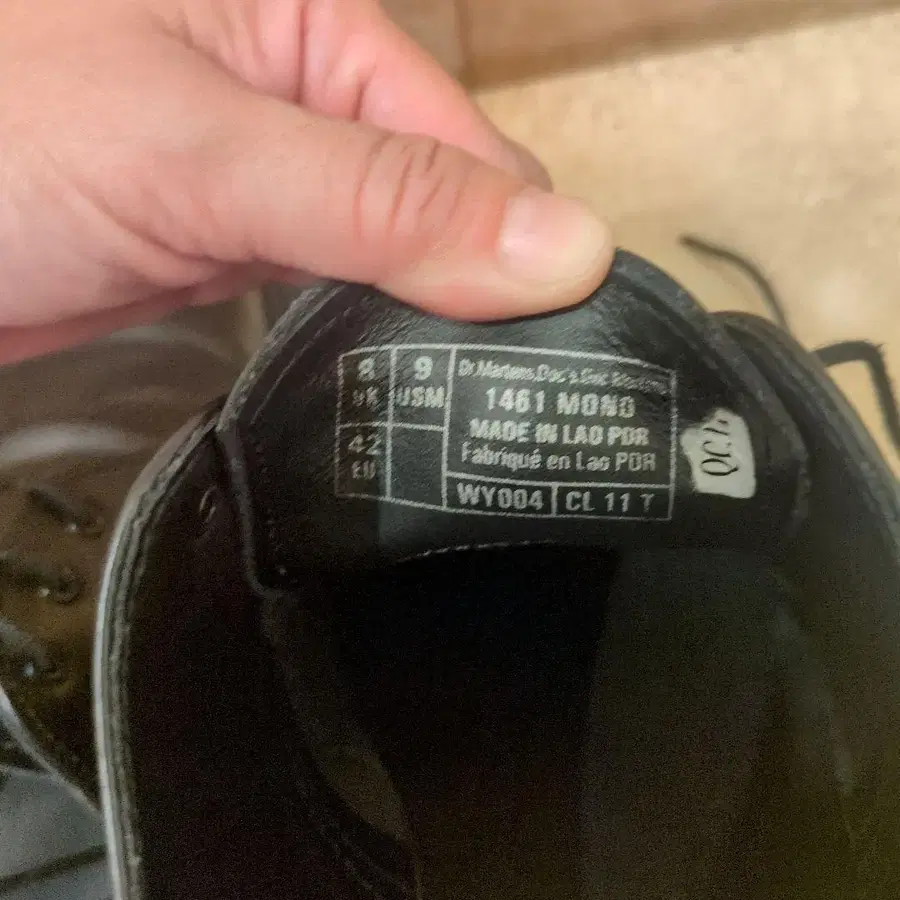 8 UK
9 USM
42 EU
Dr.Martens,Doc's,Doc Martens
1461 MONO
MADE IN LAO PDR
Fabriqué en Lao PDR
WY004
CL 11 T